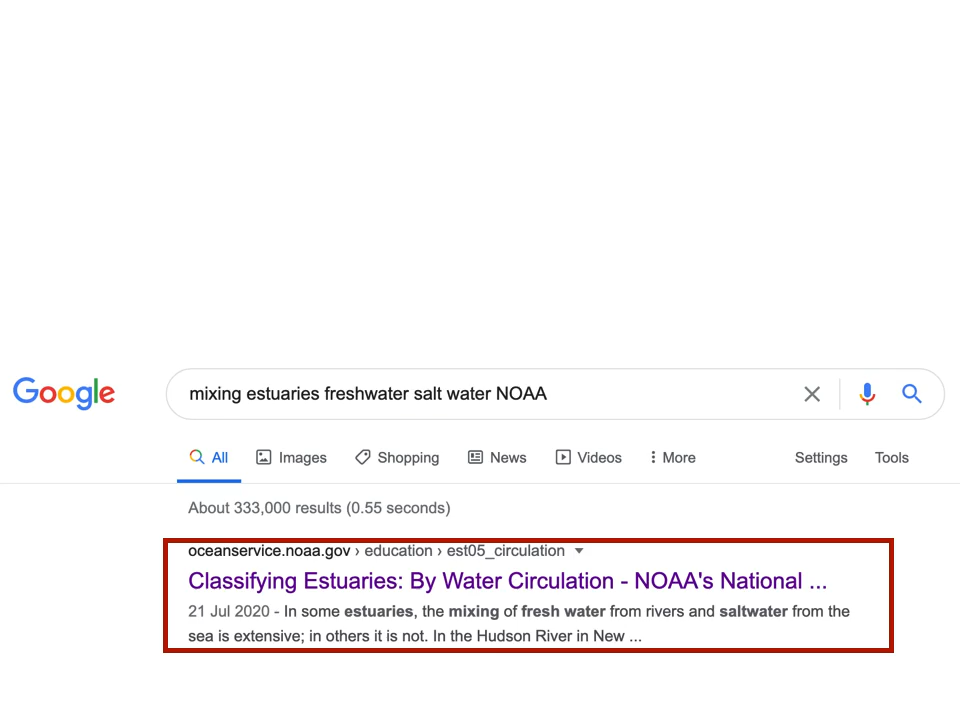 Google
mixing estuaries freshwater salt water NOAA
All Images Shopping News Videos More Settings Tools
About 333,000 results (0.55 seconds)
oceanservice.noaa.gov › education › est05_circulation
Classifying Estuaries: By Water Circulation - NOAA's National ...
21 Jul 2020 - In some estuaries, the mixing of fresh water from rivers and saltwater from the
sea is extensive; in others it is not. In the Hudson River in New ...